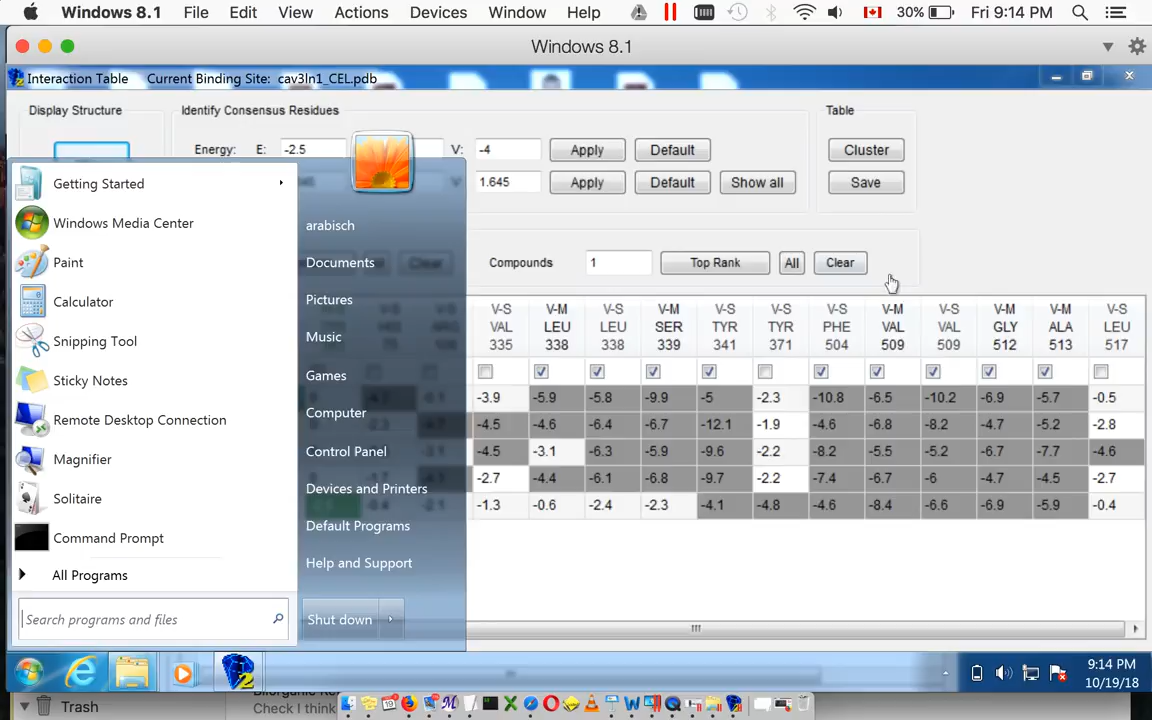 Windows 8.1 File Edit View Actions Devices Window Help 30% Fri 9:14 PM
Windows 8.1
Interaction Table Current Binding Site: cav3ln1_CEL.pdb
Display Structure Identify Consensus Residues Table
Energy: E: -2.5 V: -4 Apply Default Cluster
1.645 Apply Default Show all Save
Compounds 1 Top Rank All Clear
Getting Started
Windows Media Center
Paint
Calculator
Snipping Tool
Sticky Notes
Remote Desktop Connection
Magnifier
Solitaire
Command Prompt
All Programs
Search programs and files
arabisch
Documents
Pictures
Music
Games
Computer
Control Panel
Devices and Printers
Default Programs
Help and Support
Shut down
V-S V-M V-S V-M V-S V-S V-S V-M V-S V-M V-M V-S
VAL LEU LEU SER TYR TYR PHE VAL VAL GLY ALA LEU
335 338 338 339 341 371 504 509 509 512 513 517
-3.9 -5.9 -5.8 -9.9 -5 -2.3 -10.8 -6.5 -10.2 -6.9 -5.7 -0.5
-4.5 -4.6 -6.4 -6.7 -12.1 -1.9 -4.6 -6.8 -8.2 -4.7 -5.2 -2.8
-4.5 -3.1 -6.3 -5.9 -9.6 -2.2 -8.2 -5.5 -5.2 -6.7 -7.7 -4.6
-2.7 -4.4 -6.1 -6.8 -9.7 -2.2 -7.4 -6.7 -6 -4.7 -4.5 -2.7
-1.3 -0.6 -2.4 -2.3 -4.1 -4.8 -4.6 -8.4 -6.6 -6.9 -5.9 -0.4
9:14 PM
10/19/18
Trash
Check I think